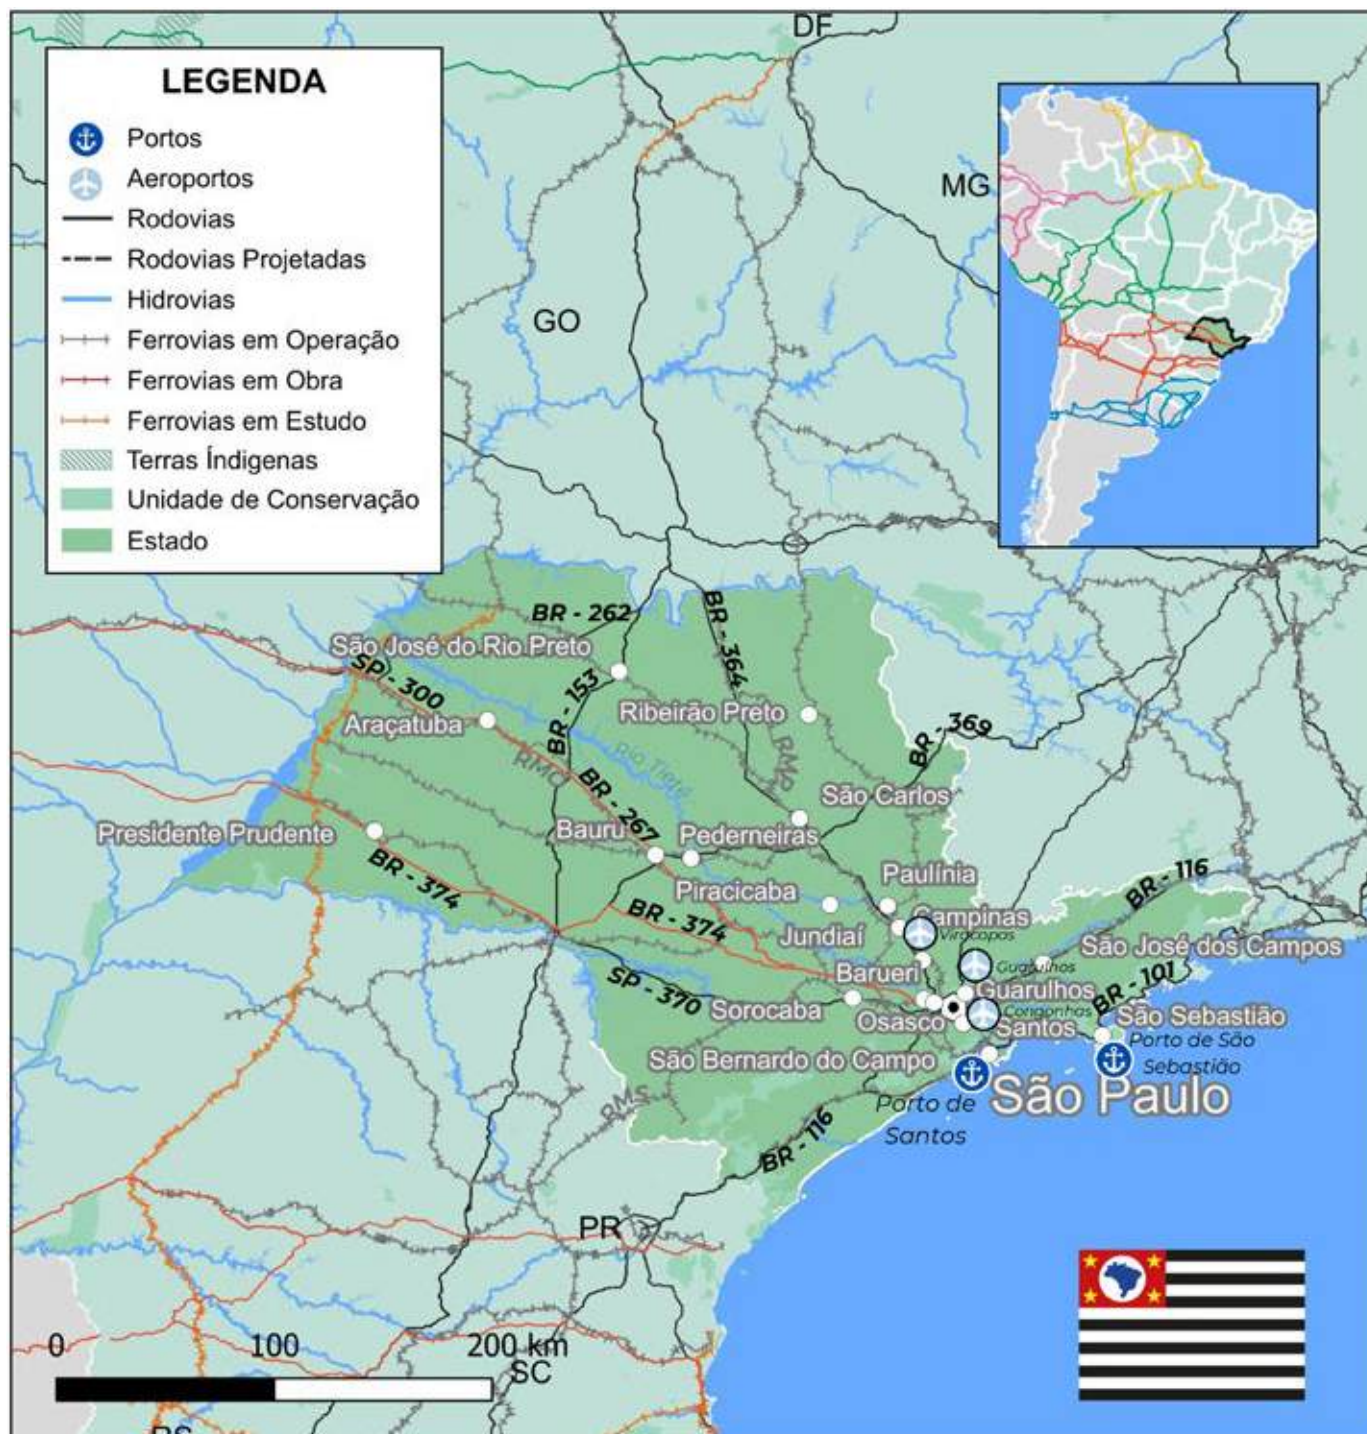 DF
LEGENDA
Portos
Aeroportos
Rodovias
Rodovias Projetadas
Hidrovias
Ferrovias em Operação
Ferrovias em Obra
Ferrovias em Estudo
Terras Índigenas
Unidade de Conservação
Estado
MG
GO
BR - 262
BR - 364
São José do Rio Preto
SP - 300
BR - 153
Araçatuba
Ribeirão Preto
BR - 369
RMO
RMP
Rio Tietê
BR - 267
São Carlos
Presidente Prudente
Bauru
Pederneiras
BR - 374
Piracicaba
Paulínia
BR - 116
BR - 374
Campinas
Viracopos
Jundiaí
São José dos Campos
Barueri
Guarulhos
Guarulhos
BR - 101
SP - 370
Sorocaba
Osasco
Congonhas
Santos
São Sebastião
São Bernardo do Campo
Porto de São
Sebastião
RMS
Porto de
Santos
São Paulo
BR - 116
PR
0 100 200 km
SC
RS